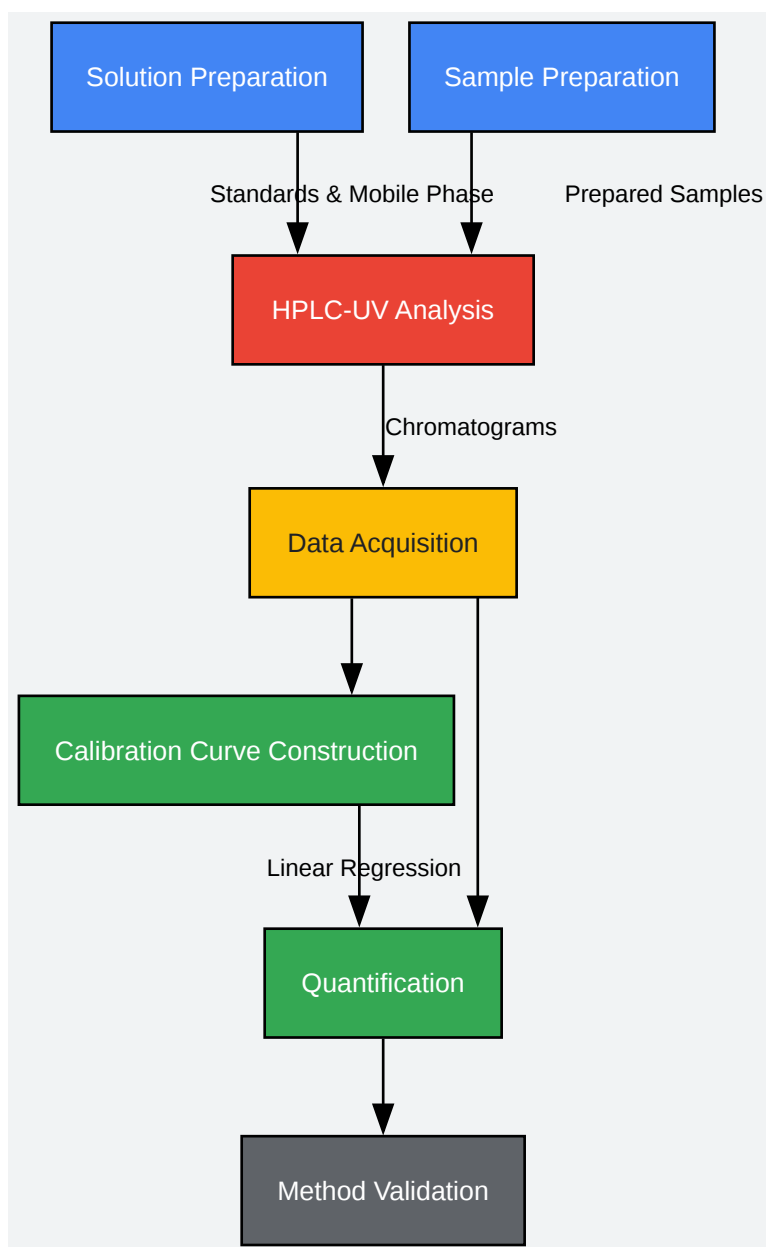 Solution Preparation
Sample Preparation
Standards & Mobile Phase
Prepared Samples
HPLC-UV Analysis
Chromatograms
Data Acquisition
Calibration Curve Construction
Linear Regression
Quantification
Method Validation